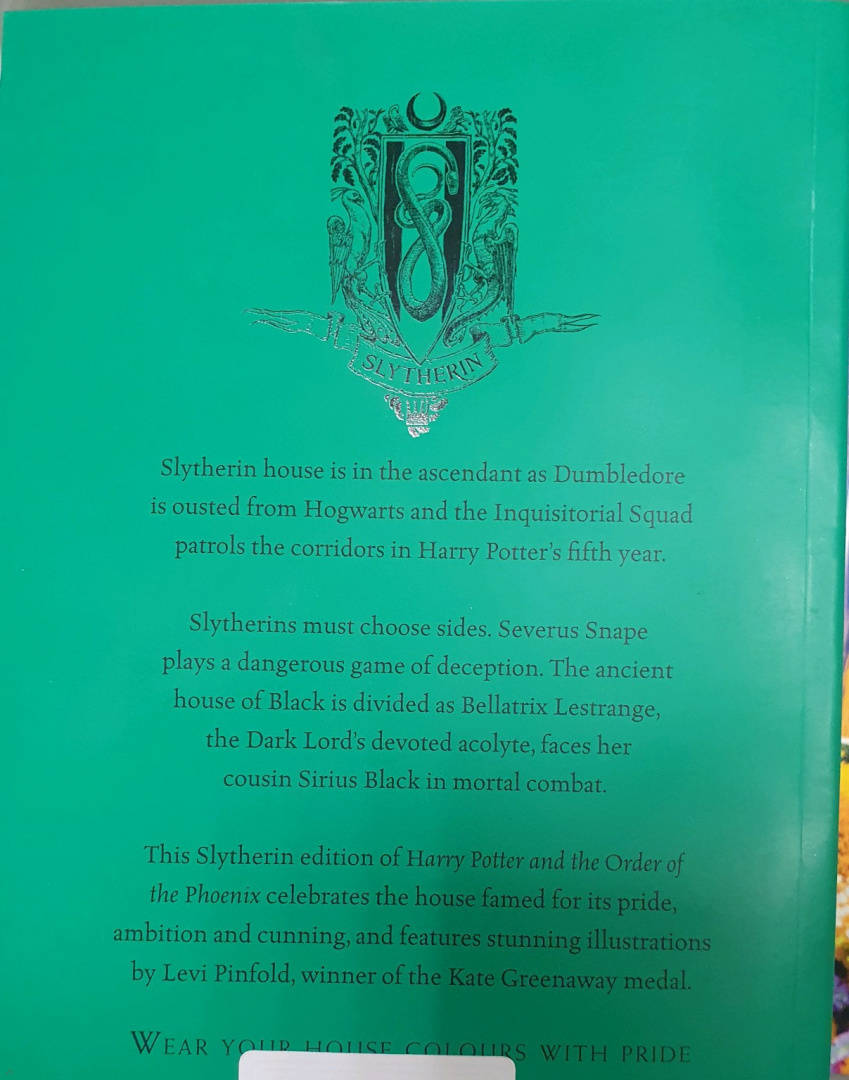 SLYTHERIN
Slytherin house is in the ascendant as Dumbledore
is ousted from Hogwarts and the Inquisitorial Squad
patrols the corridors in Harry Potter's fifth year.
Slytherins must choose sides. Severus Snape
plays a dangerous game of deception. The ancient
house of Black is divided as Bellatrix Lestrange,
the Dark Lord's devoted acolyte, faces her
cousin Sirius Black in mortal combat.
This Slytherin edition of Harry Potter and the Order of
the Phoenix celebrates the house famed for its pride,
ambition and cunning, and features stunning illustrations
by Levi Pinfold, winner of the Kate Greenaway medal.
WEAR YOUR HOUSE COLOURS WITH PRIDE